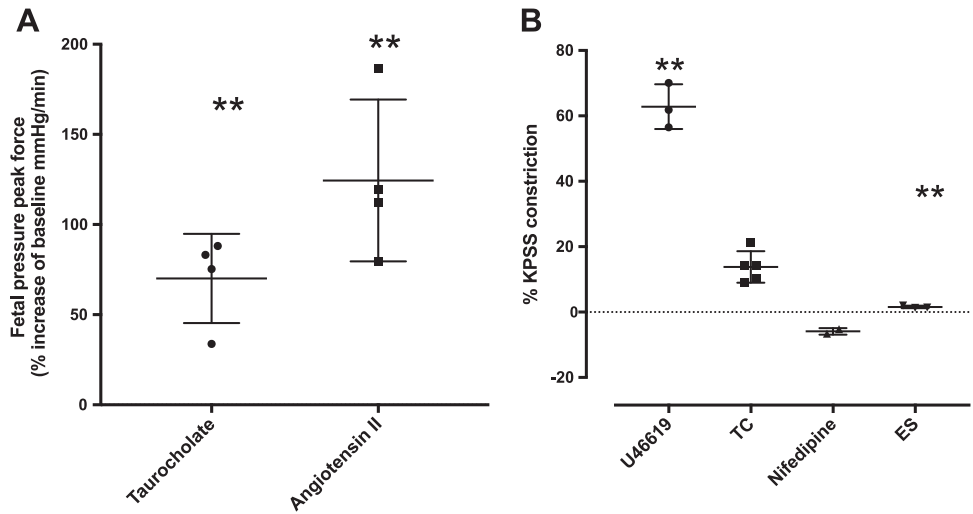 A
Fetal pressure peak force
(% increase of baseline mmHg/min)
200
150
100
50
0
**
**
Taurocholate
Angiotensin II
B
% KPSS constriction
80
60
40
20
0
-20
**
**
U46619
TC
Nifedipine
ES